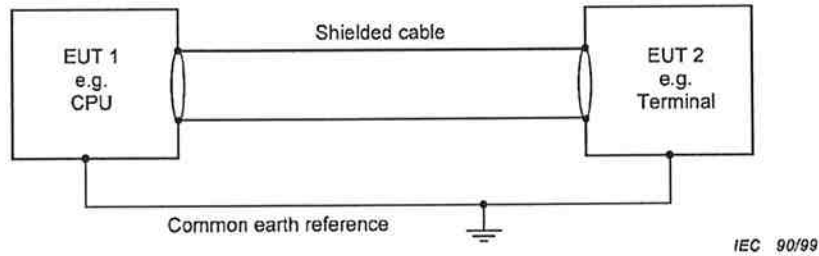 Shielded cable
EUT 1
e.g.
CPU
EUT 2
e.g.
Terminal
Common earth reference
IEC 90/99